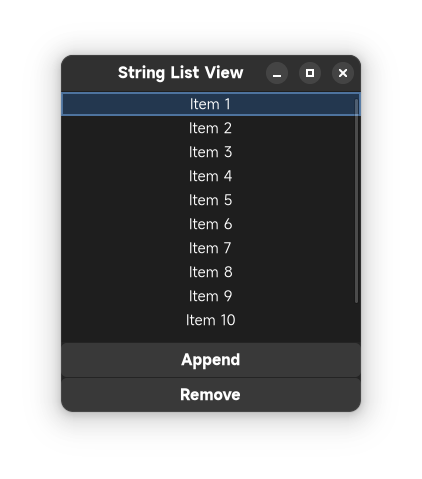 String List View
Item 1
Item 2
Item 3
Item 4
Item 5
Item 6
Item 7
Item 8
Item 9
Item 10
Append
Remove